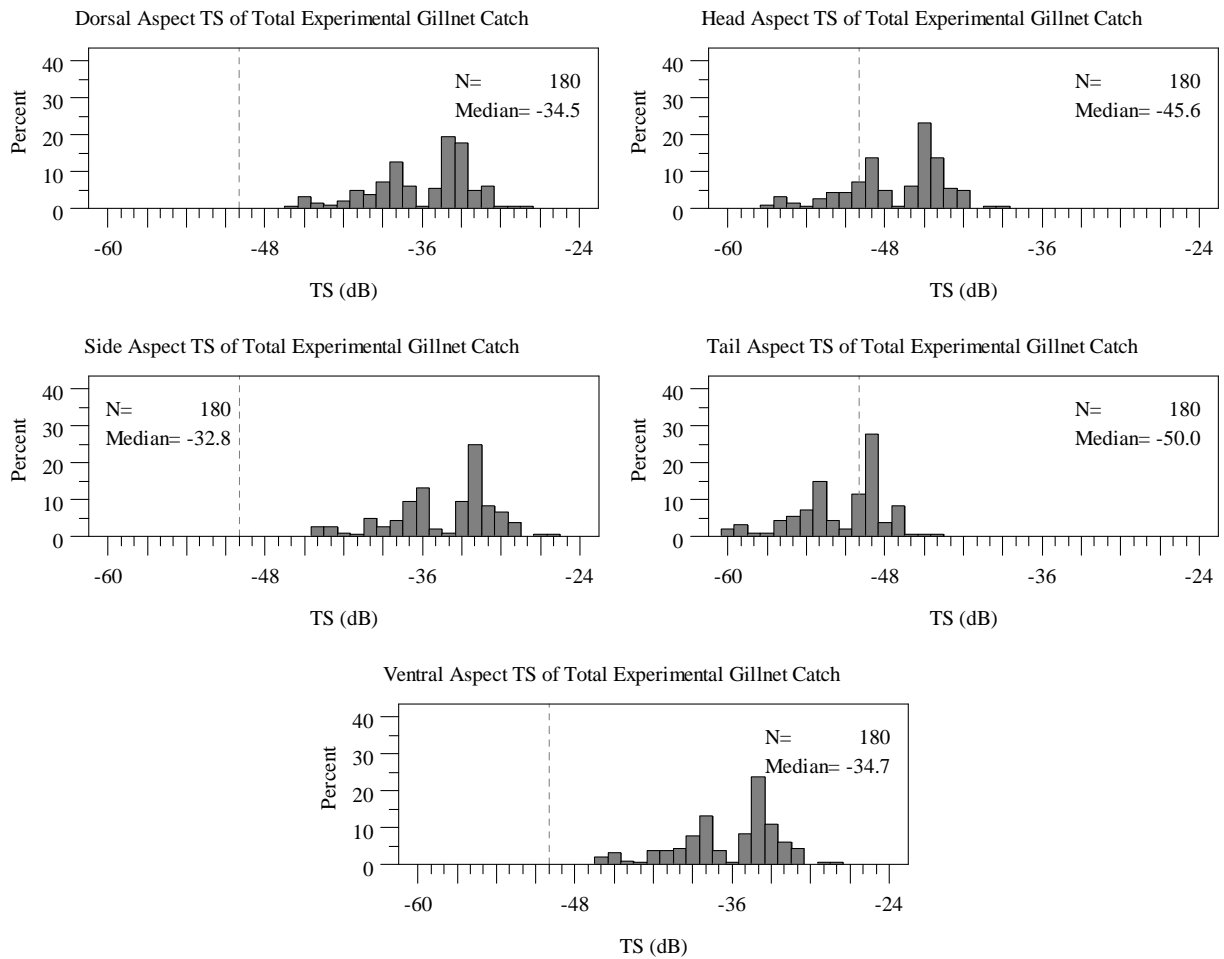 Dorsal Aspect TS of Total Experimental Gillnet Catch
40
30
20
10
0
Percent
N= 180
Median= -34.5
-60 -48 -36 -24
TS (dB)
Head Aspect TS of Total Experimental Gillnet Catch
40
30
20
10
0
Percent
N= 180
Median= -45.6
-60 -48 -36 -24
TS (dB)
Side Aspect TS of Total Experimental Gillnet Catch
40
30
20
10
0
Percent
N= 180
Median= -32.8
-60 -48 -36 -24
TS (dB)
Tail Aspect TS of Total Experimental Gillnet Catch
40
30
20
10
0
Percent
N= 180
Median= -50.0
-60 -48 -36 -24
TS (dB)
Ventral Aspect TS of Total Experimental Gillnet Catch
40
30
20
10
0
Percent
N= 180
Median= -34.7
-60 -48 -36 -24
TS (dB)